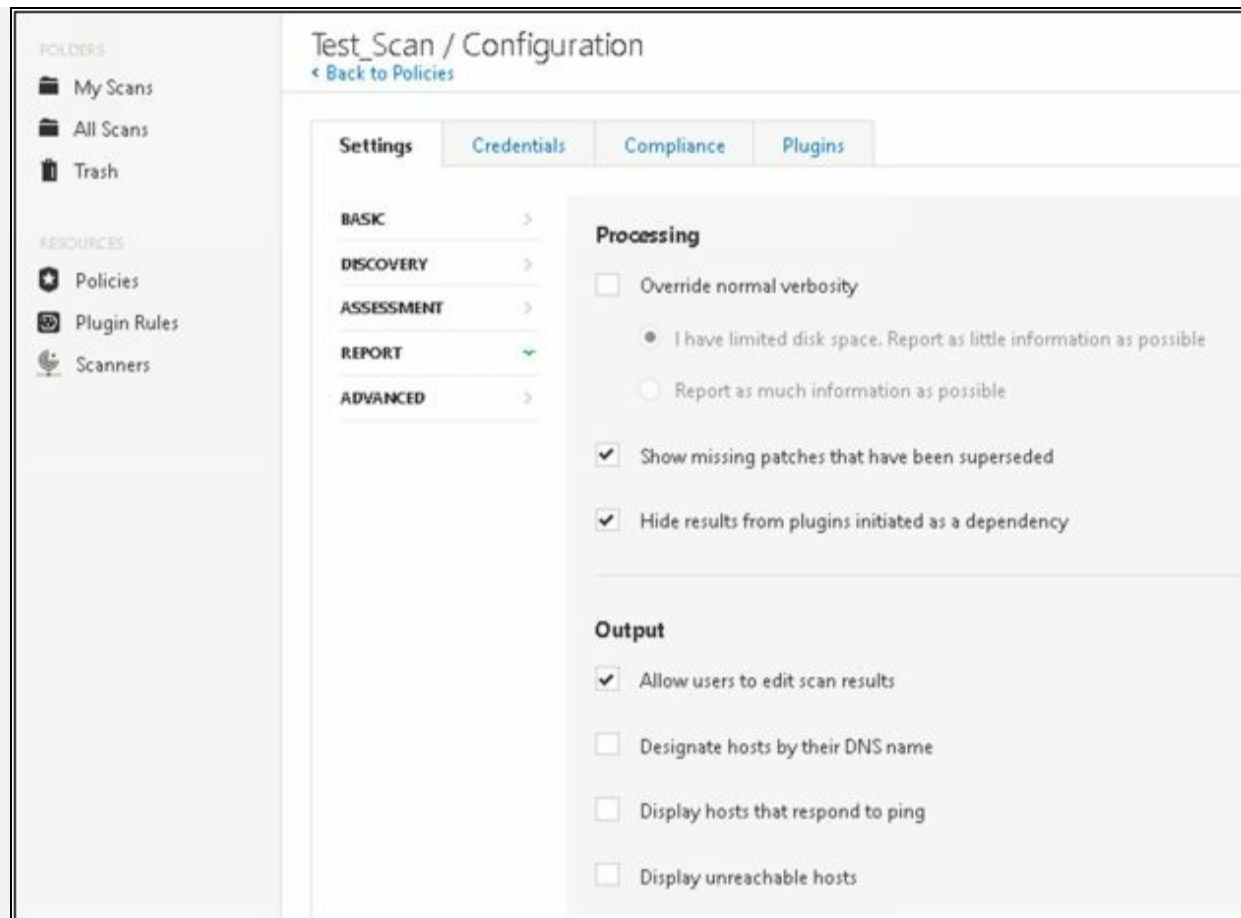 FOLDERS
My Scans
All Scans
Trash
RESOURCES
Policies
Plugin Rules
Scanners
Test_Scan / Configuration
< Back to Policies
Settings
Credentials
Compliance
Plugins
BASIC
DISCOVERY
ASSESSMENT
REPORT
ADVANCED
Processing
Override normal verbosity
I have limited disk space. Report as little information as possible
Report as much information as possible
Show missing patches that have been superseded
Hide results from plugins initiated as a dependency
Output
Allow users to edit scan results
Designate hosts by their DNS name
Display hosts that respond to ping
Display unreachable hosts